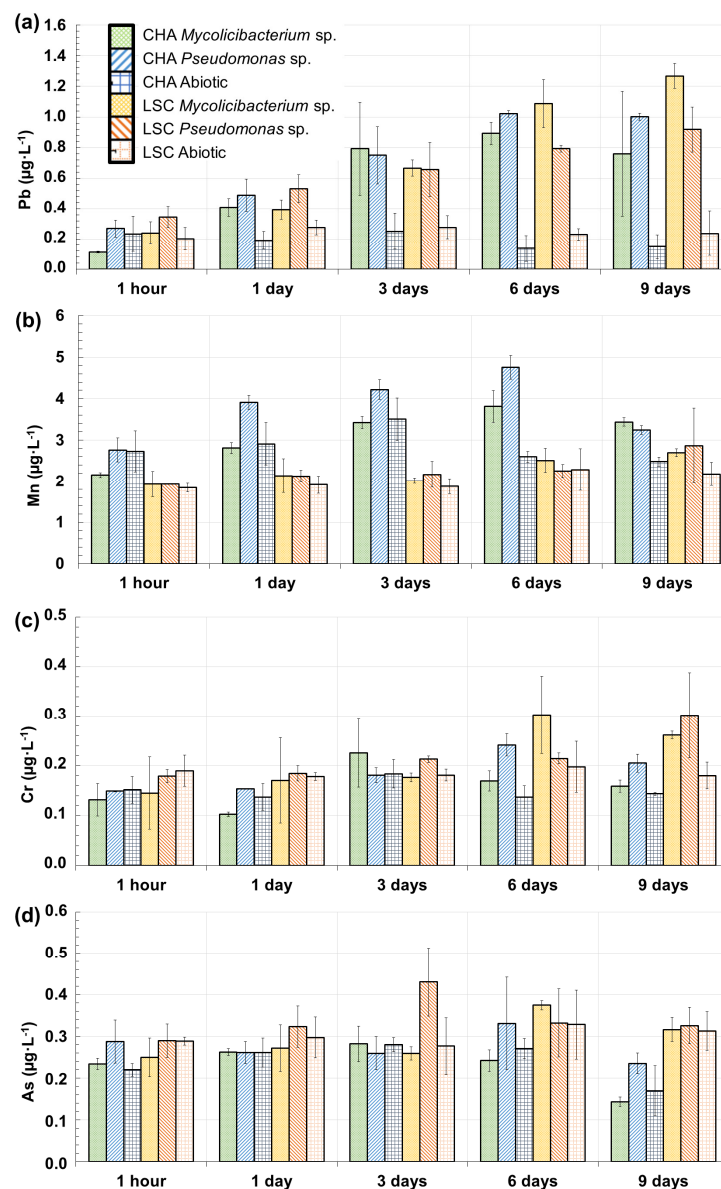 (a)
1.6
1.4
1.2
1.0
0.8
0.6
0.4
0.2
0.0
Pb (µg·L⁻¹)
CHA Mycolicibacterium sp.
CHA Pseudomonas sp.
CHA Abiotic
LSC Mycolicibacterium sp.
LSC Pseudomonas sp.
LSC Abiotic
1 hour 1 day 3 days 6 days 9 days
(b)
6
5
4
3
2
1
0
Mn (µg·L⁻¹)
1 hour 1 day 3 days 6 days 9 days
(c)
0.5
0.4
0.3
0.2
0.1
0.0
Cr (µg·L⁻¹)
1 hour 1 day 3 days 6 days 9 days
(d)
0.6
0.5
0.4
0.3
0.2
0.1
0.0
As (µg·L⁻¹)
1 hour 1 day 3 days 6 days 9 days